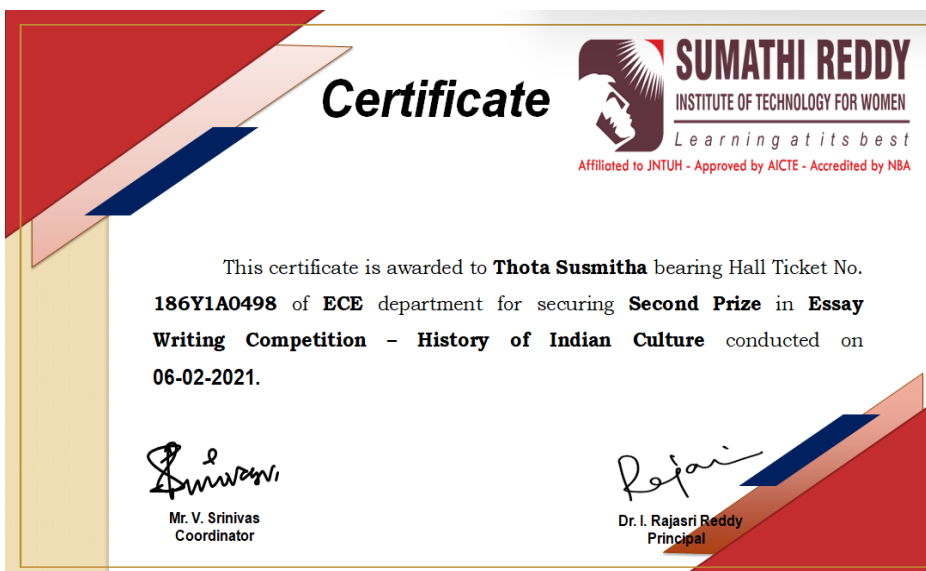 Certificate
SUMATHI REDDY
INSTITUTE OF TECHNOLOGY FOR WOMEN
Learning at its best
Affiliated to JNTUH - Approved by AICTE - Accredited by NBA
This certificate is awarded to Thota Susmitha bearing Hall Ticket No.
186Y1A0498 of ECE department for securing Second Prize in Essay
Writing Competition – History of Indian Culture conducted on
06-02-2021.
Mr. V. Srinivas
Coordinator
Dr. I. Rajasri Reddy
Principal